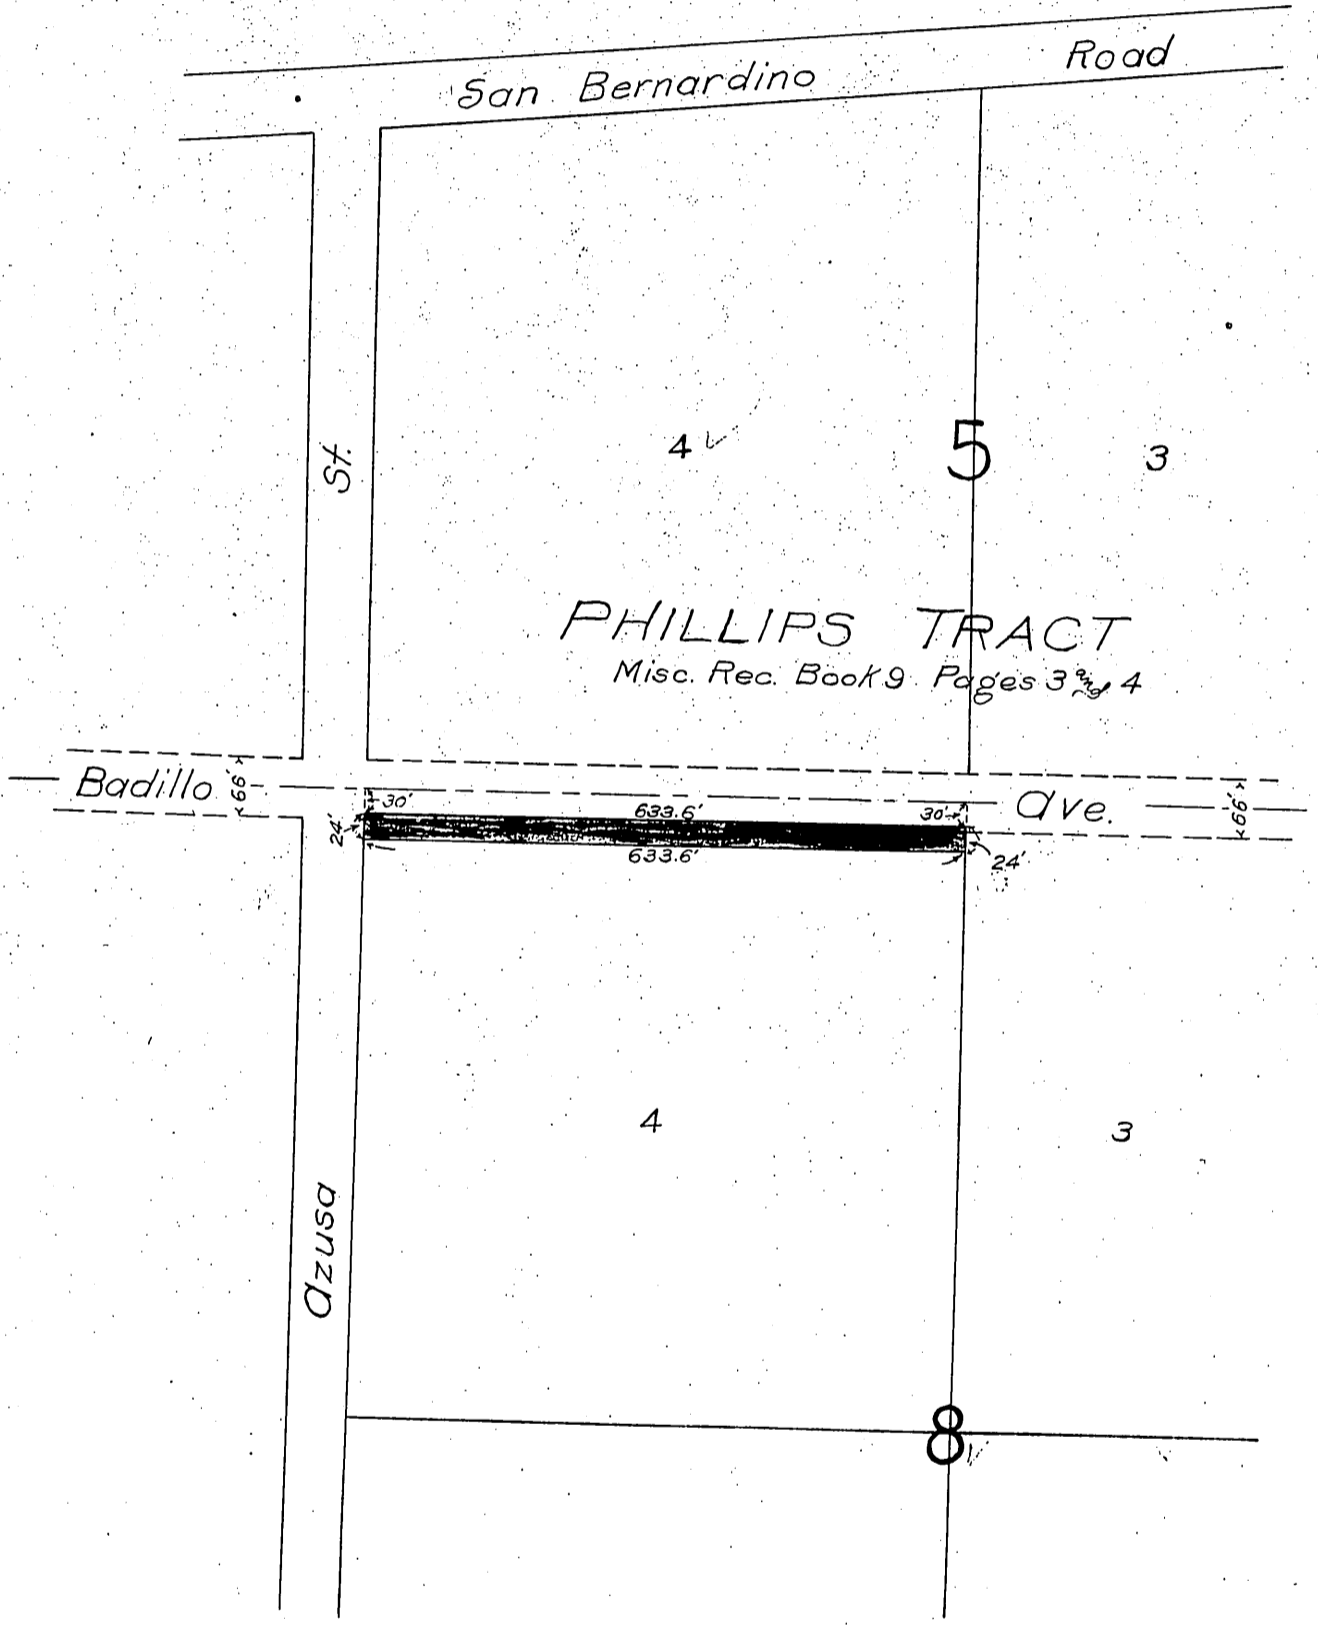 San Bernardino Road
St.
4
5
3
PHILLIPS TRACT
Misc. Rec. Book 9 Pages 3 and 4
Badillo Ave.
66'
66'
30'
633.6'
30'
24'
633.6'
24'
4
3
Azusa
8